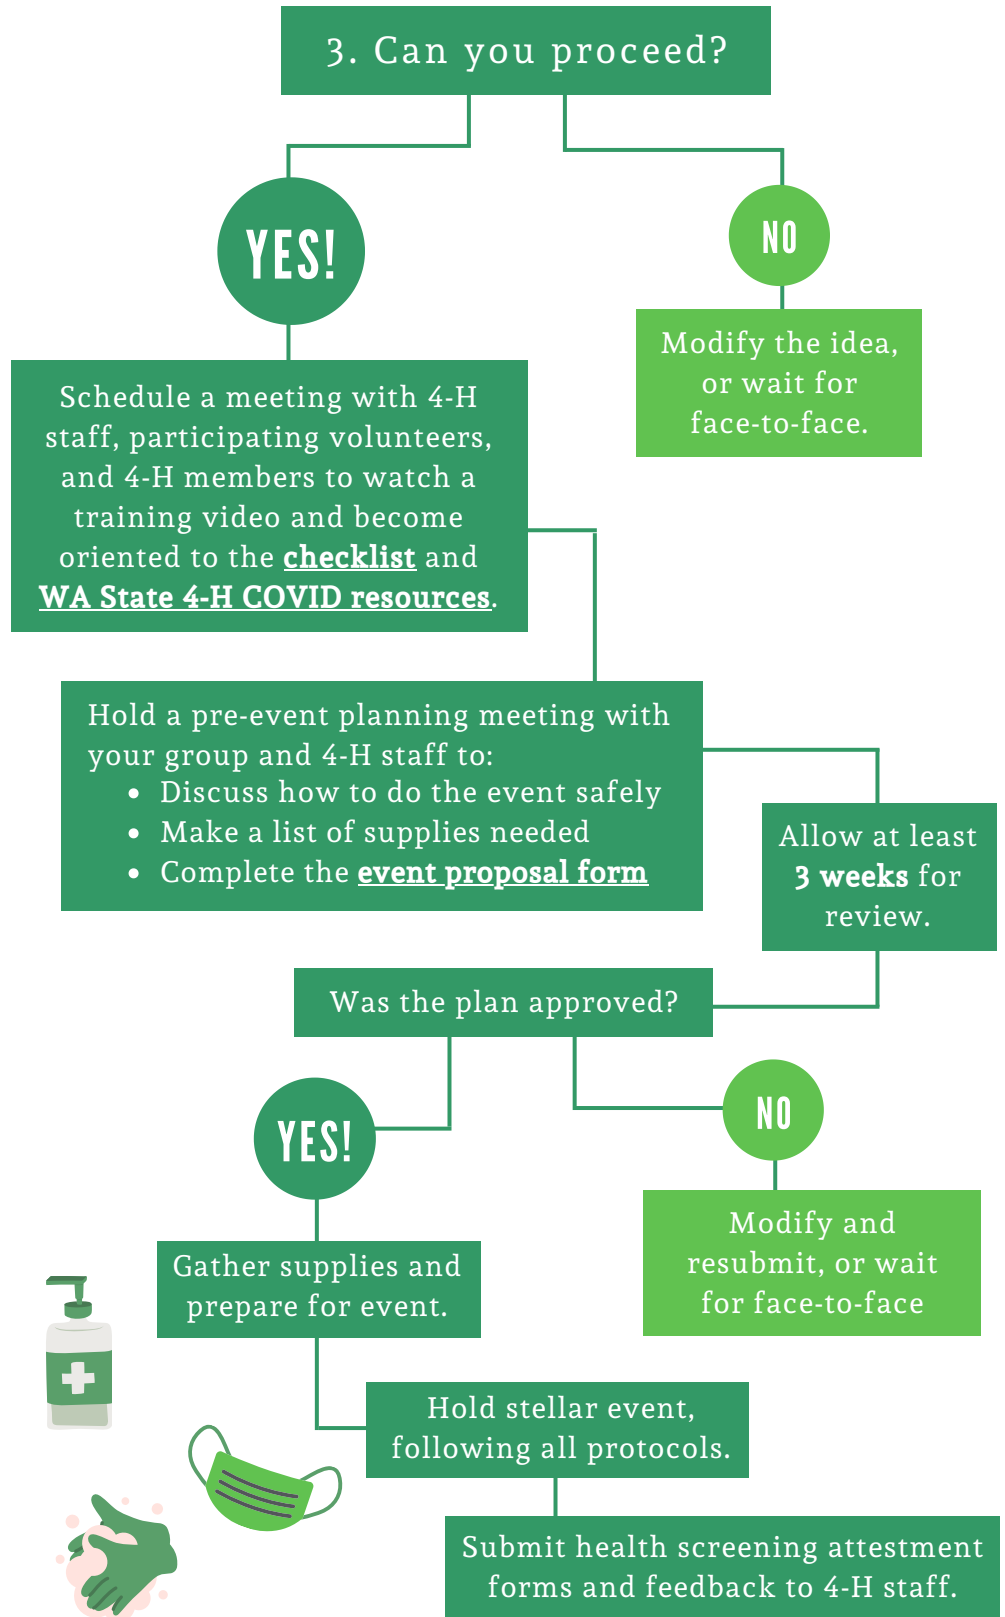 3. Can you proceed?
YES!
NO
Modify the idea,
or wait for
face-to-face.
Schedule a meeting with 4-H
staff, participating volunteers,
and 4-H members to watch a
training video and become
oriented to the checklist and
WA State 4-H COVID resources.
Hold a pre-event planning meeting with
your group and 4-H staff to:
• Discuss how to do the event safely
• Make a list of supplies needed
• Complete the event proposal form
Allow at least
3 weeks for
review.
Was the plan approved?
YES!
NO
Modify and
resubmit, or wait
for face-to-face
Gather supplies and
prepare for event.
Hold stellar event,
following all protocols.
Submit health screening attestment
forms and feedback to 4-H staff.